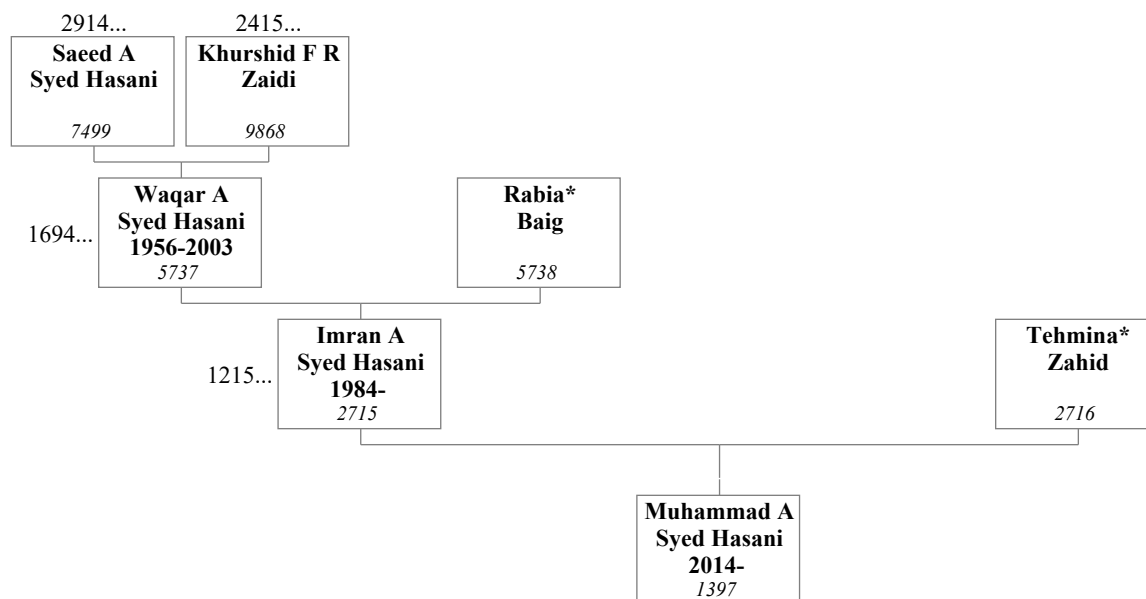 2914...
2415...
Saeed A
Syed Hasani
7499
Khurshid F R
Zaidi
9868
1694...
Waqar A
Syed Hasani
1956-2003
5737
Rabia*
Baig
5738
1215...
Imran A
Syed Hasani
1984-
2715
Tehmina*
Zahid
2716
Muhammad A
Syed Hasani
2014-
1397